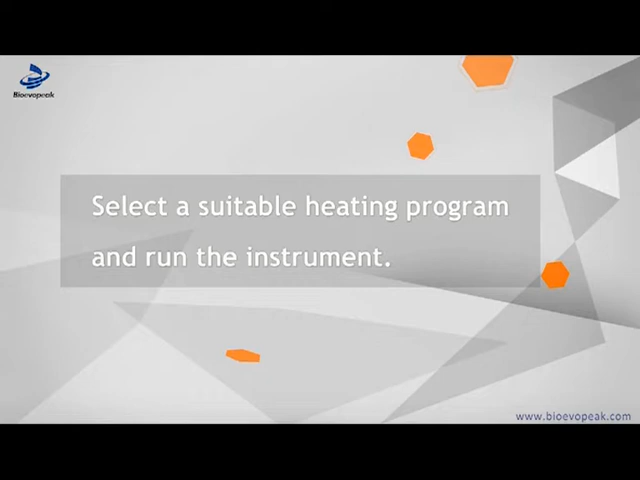 Bioevopeak
Select a suitable heating program
and run the instrument.
www.bioevopeak.com